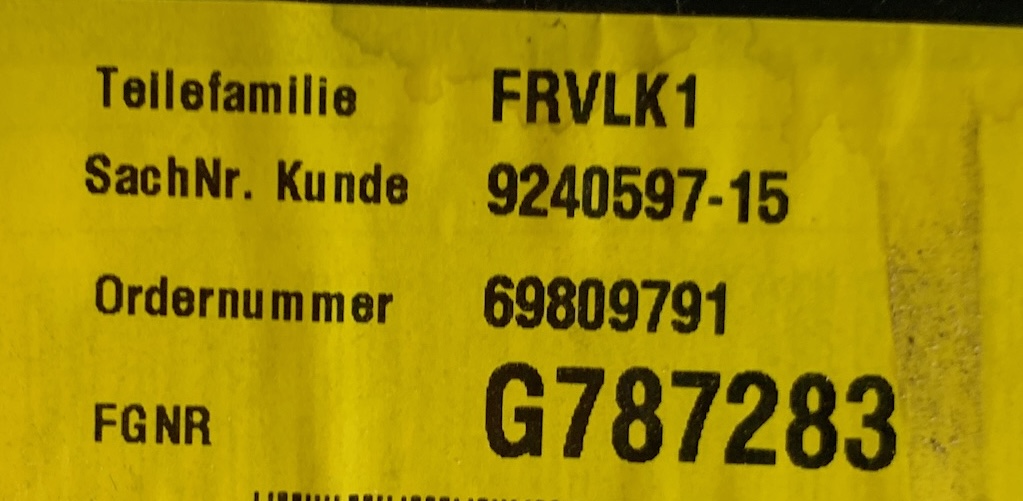 Teilefamilie FRVLK1
SachNr. Kunde 9240597-15
Ordernummer 69809791
FGNR G787283